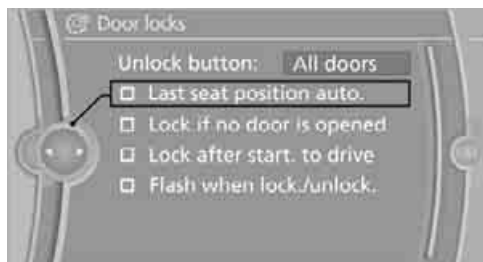 Door locks
Unlock button: All doors
Last seat position auto.
Lock if no door is opened
Lock after start. to drive
Flash when lock./unlock.